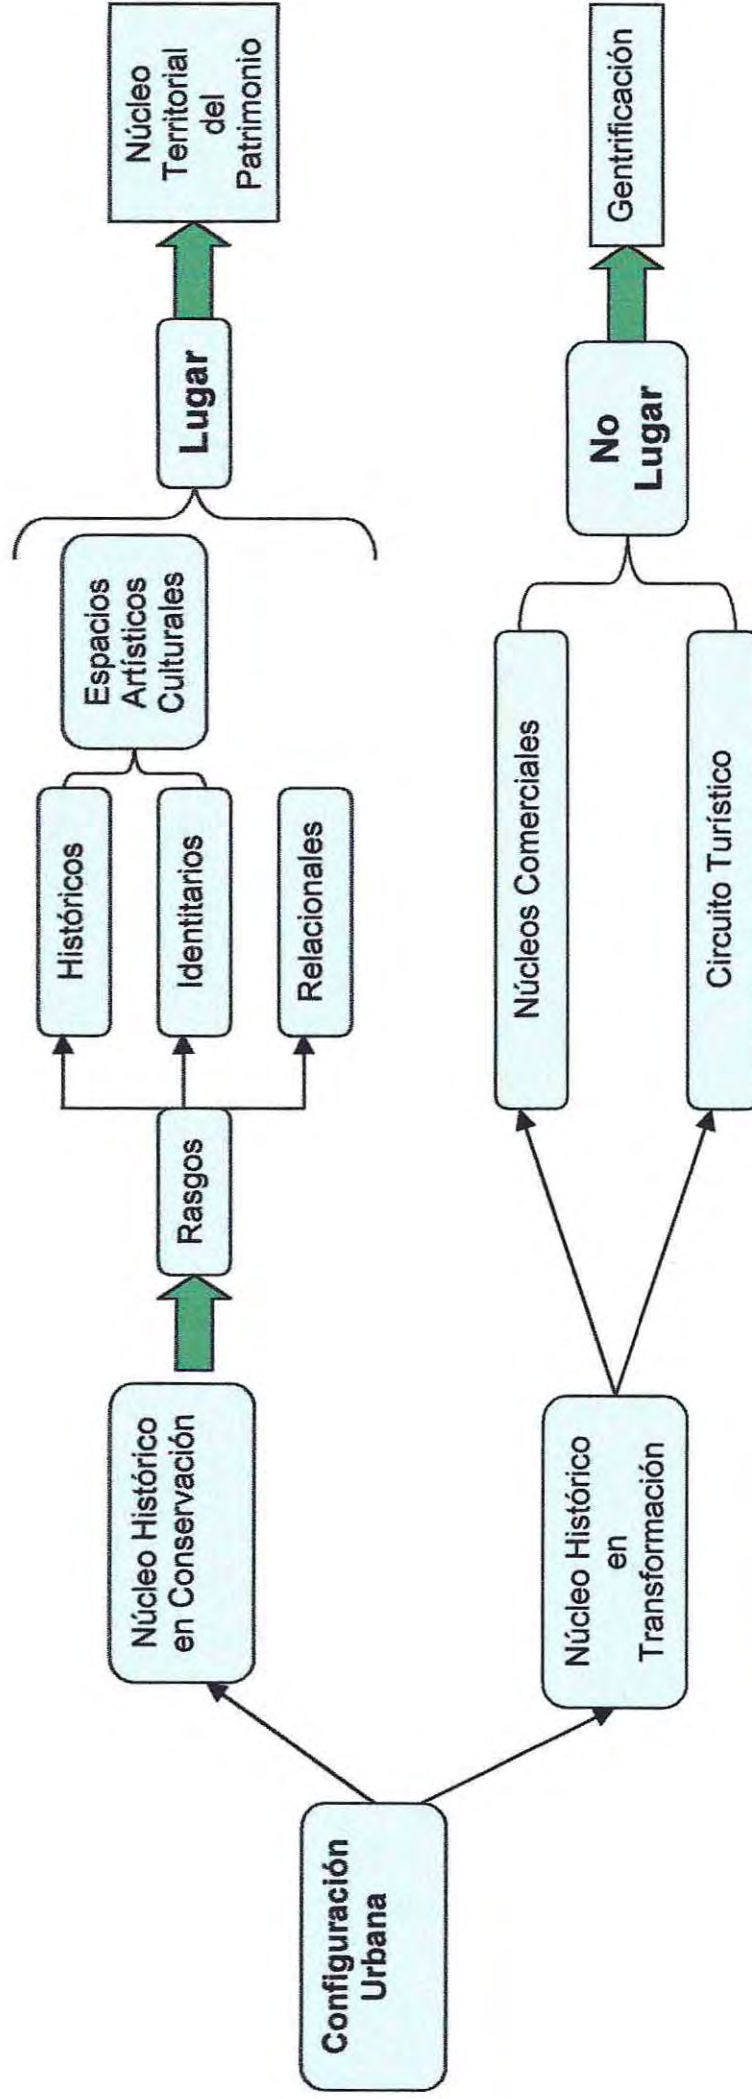 Configuración
Urbana
Núcleo Histórico
en Conservación
Rasgos
Históricos
Identitarios
Relacionales
Espacios
Artísticos
Culturales
Lugar
Núcleo
Territorial
del
Patrimonio
Núcleo Histórico
en
Transformación
Núcleos Comerciales
Circuito Turístico
No
Lugar
Gentrificación